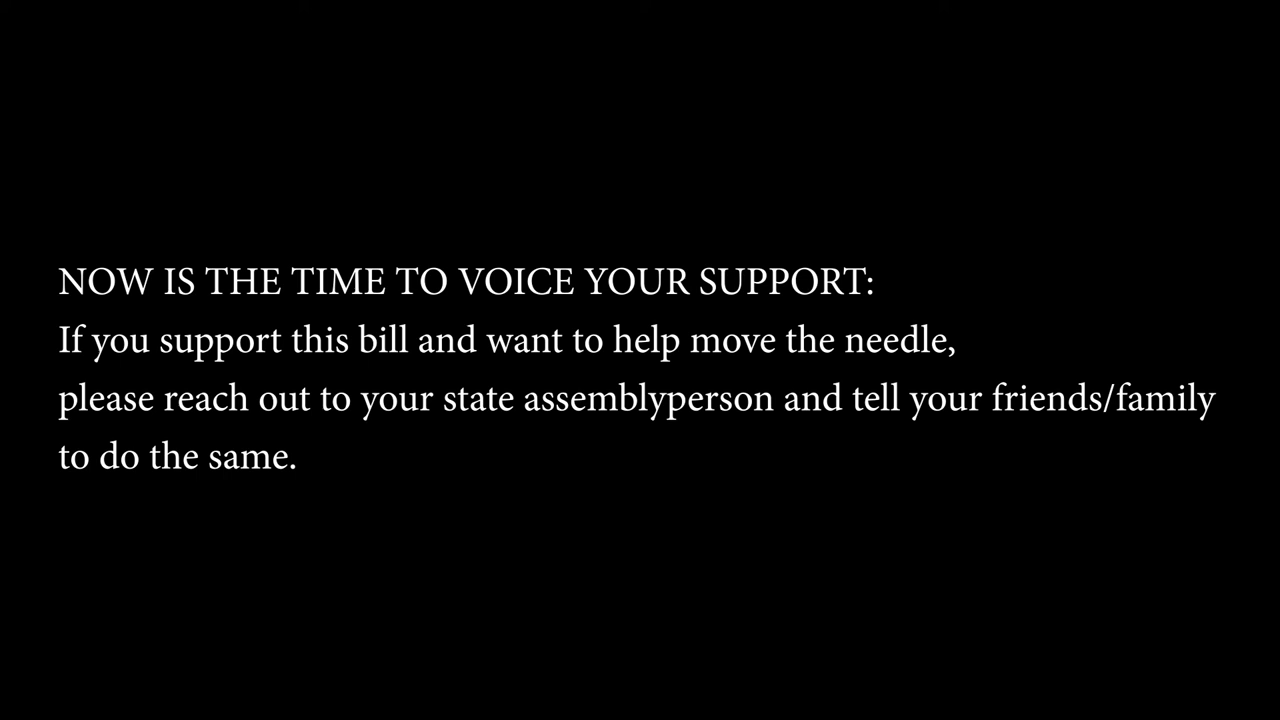 NOW IS THE TIME TO VOICE YOUR SUPPORT:
If you support this bill and want to help move the needle,
please reach out to your state assemblyperson and tell your friends/family
to do the same.